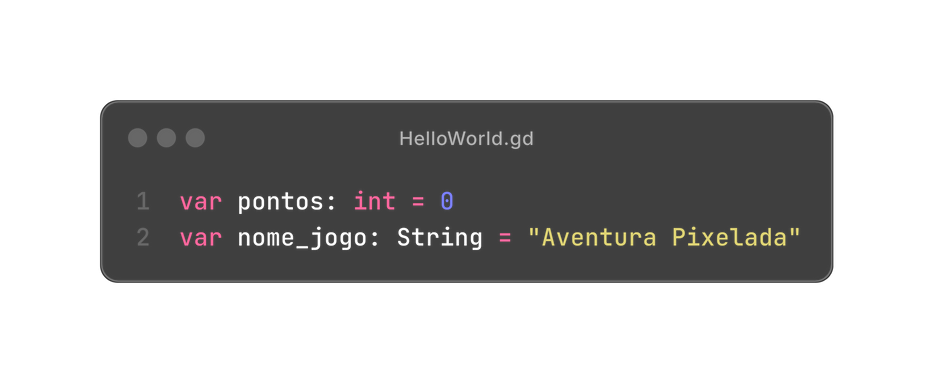 HelloWorld.gd
1 var pontos: int = 0
2 var nome_jogo: String = "Aventura Pixelada"